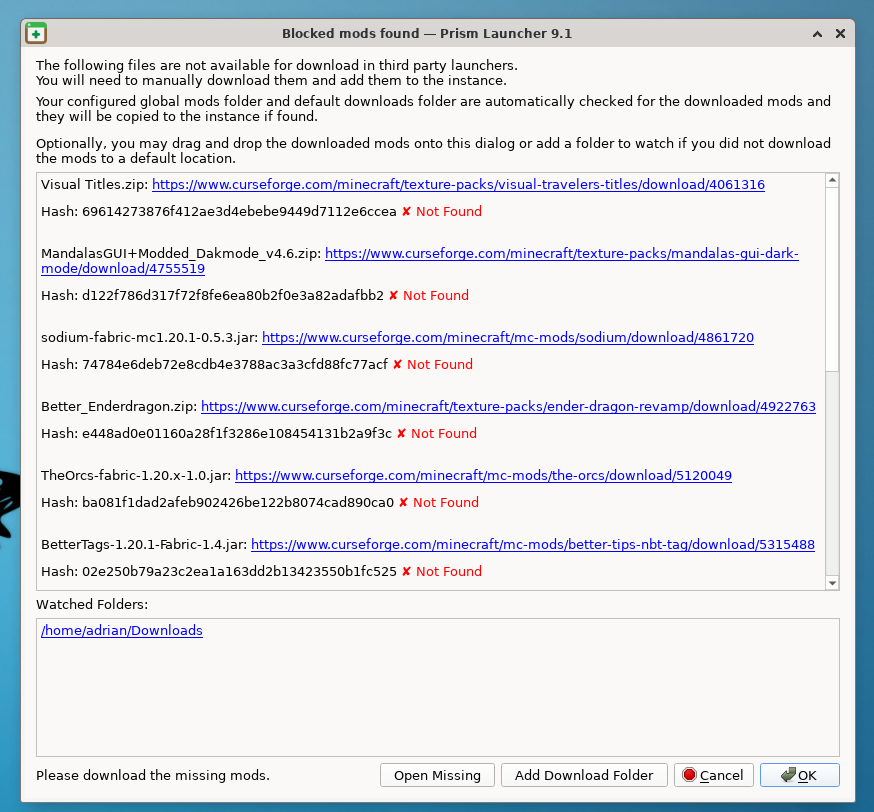 Blocked mods found — Prism Launcher 9.1
The following files are not available for download in third party launchers.
You will need to manually download them and add them to the instance.
Your configured global mods folder and default downloads folder are automatically checked for the downloaded mods and
they will be copied to the instance if found.
Optionally, you may drag and drop the downloaded mods onto this dialog or add a folder to watch if you did not download
the mods to a default location.
Visual Titles.zip: https://www.curseforge.com/minecraft/texture-packs/visual-travelers-titles/download/4061316
Hash: 69614273876f412ae3d4ebebe9449d7112e6ccea ✘ Not Found
MandalasGUI+Modded_Dakmode_v4.6.zip: https://www.curseforge.com/minecraft/texture-packs/mandalas-gui-dark-
mode/download/4755519
Hash: d122f786d317f72f8fe6ea80b2f0e3a82adafbb2 ✘ Not Found
sodium-fabric-mc1.20.1-0.5.3.jar: https://www.curseforge.com/minecraft/mc-mods/sodium/download/4861720
Hash: 74784e6deb72e8cdb4e3788ac3a3cfd88fc77acf ✘ Not Found
Better_Enderdragon.zip: https://www.curseforge.com/minecraft/texture-packs/ender-dragon-revamp/download/4922763
Hash: e448ad0e01160a28f1f3286e108454131b2a9f3c ✘ Not Found
TheOrcs-fabric-1.20.x-1.0.jar: https://www.curseforge.com/minecraft/mc-mods/the-orcs/download/5120049
Hash: ba081f1dad2afeb902426be122b8074cad890ca0 ✘ Not Found
BetterTags-1.20.1-Fabric-1.4.jar: https://www.curseforge.com/minecraft/mc-mods/better-tips-nbt-tag/download/5315488
Hash: 02e250b79a23c2ea1a163dd2b13423550b1fc525 ✘ Not Found
Watched Folders:
/home/adrian/Downloads
Please download the missing mods.
Open Missing
Add Download Folder
Cancel
OK